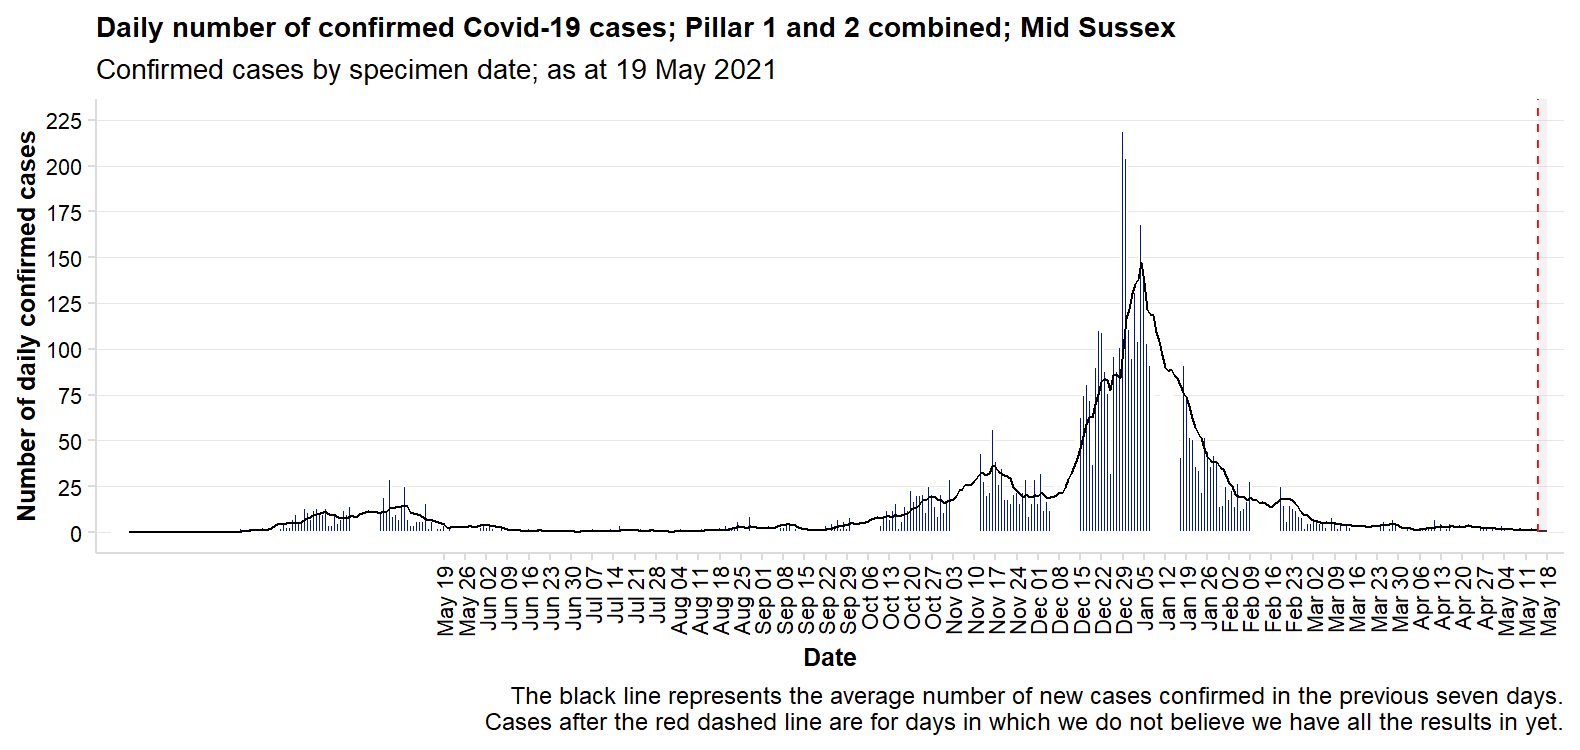 Daily number of confirmed Covid-19 cases; Pillar 1 and 2 combined; Mid Sussex
Confirmed cases by specimen date; as at 19 May 2021
Number of daily confirmed cases
225
200
175
150
125
100
75
50
25
0
May 19
May 26
Jun 02
Jun 09
Jun 16
Jun 23
Jun 30
Jul 07
Jul 14
Jul 21
Jul 28
Aug 04
Aug 11
Aug 18
Aug 25
Sep 01
Sep 08
Sep 15
Sep 22
Sep 29
Oct 06
Oct 13
Oct 20
Oct 27
Nov 03
Nov 10
Nov 17
Nov 24
Dec 01
Dec 08
Dec 15
Dec 22
Dec 29
Jan 05
Jan 12
Jan 19
Jan 26
Feb 02
Feb 09
Feb 16
Feb 23
Mar 02
Mar 09
Mar 16
Mar 23
Mar 30
Apr 06
Apr 13
Apr 20
Apr 27
May 04
May 11
May 18
Date
The black line represents the average number of new cases confirmed in the previous seven days.
Cases after the red dashed line are for days in which we do not believe we have all the results in yet.